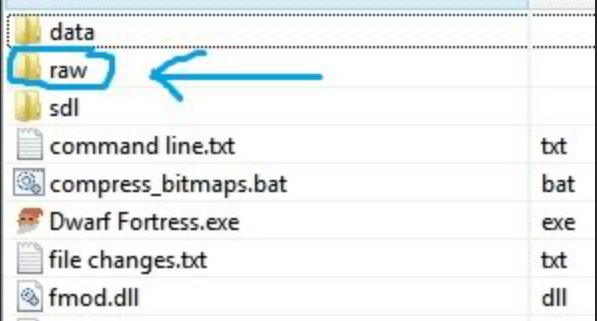 data
raw
sdl
command line.txt txt
compress_bitmaps.bat bat
Dwarf Fortress.exe exe
file changes.txt txt
fmod.dll dll